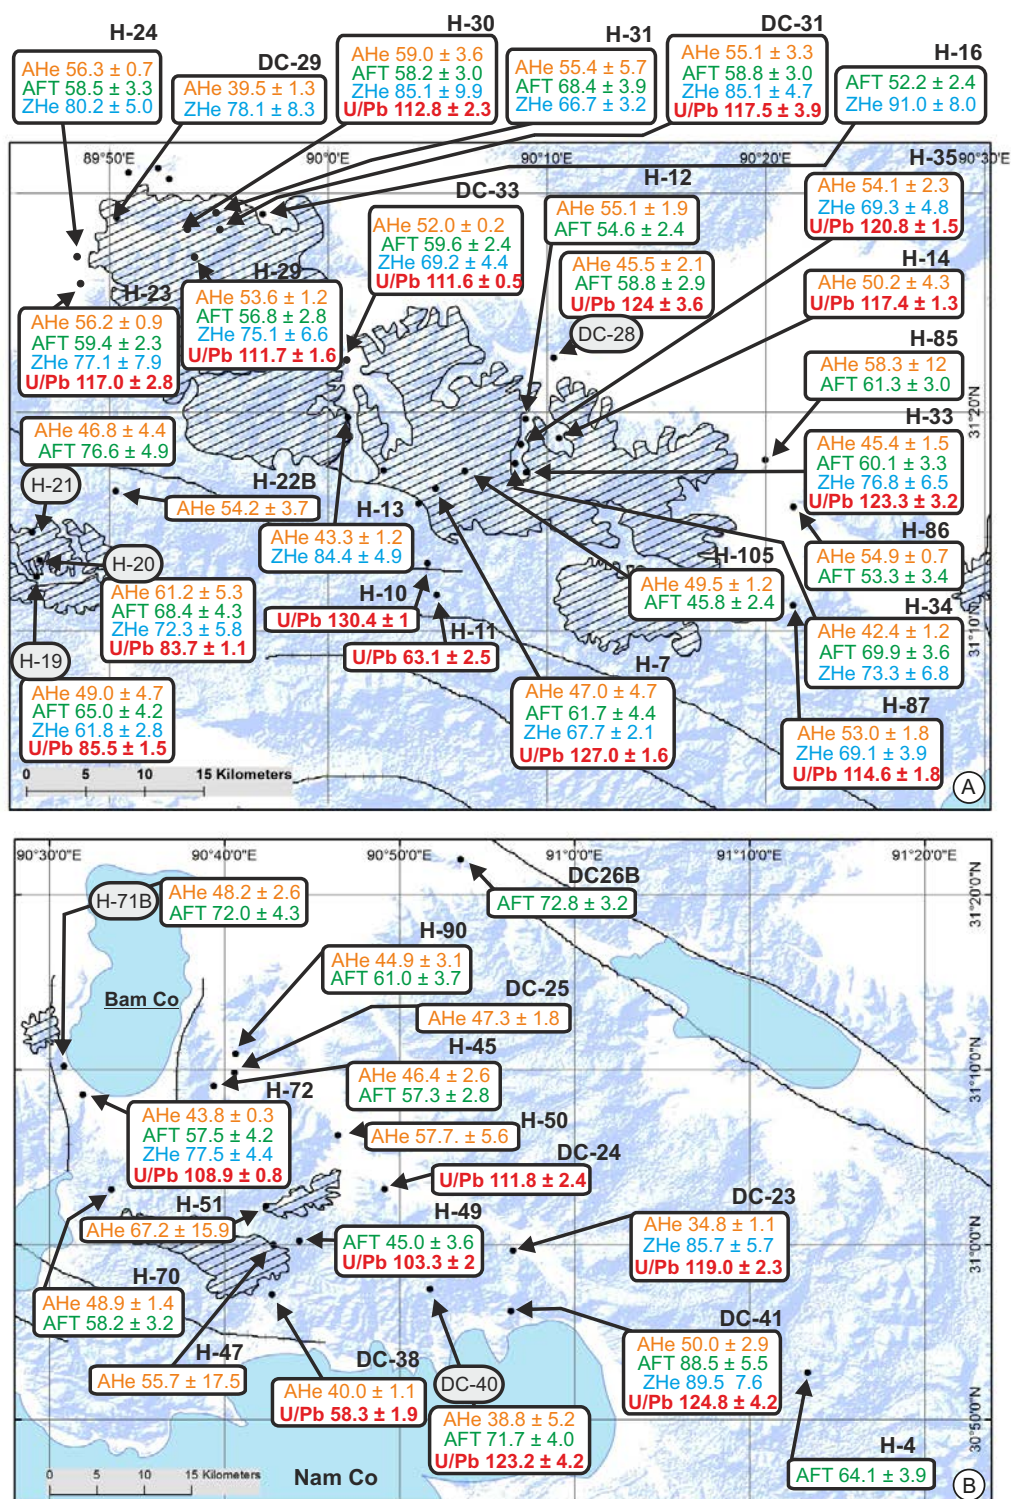 H-24
AHe 56.3 ± 0.7
AFT 58.5 ± 3.3
ZHe 80.2 ± 5.0
DC-29
AHe 39.5 ± 1.3
ZHe 78.1 ± 8.3
H-30
AHe 59.0 ± 3.6
AFT 58.2 ± 3.0
ZHe 85.1 ± 9.9
U/Pb 112.8 ± 2.3
H-31
AHe 55.4 ± 5.7
AFT 68.4 ± 3.9
ZHe 66.7 ± 3.2
DC-31
AHe 55.1 ± 3.3
AFT 58.8 ± 3.0
ZHe 85.1 ± 4.7
U/Pb 117.5 ± 3.9
H-16
AFT 52.2 ± 2.4
ZHe 91.0 ± 8.0
89°50'E
90°0'E
90°10'E
90°20'E
90°30'E
H-35
AHe 54.1 ± 2.3
ZHe 69.3 ± 4.8
U/Pb 120.8 ± 1.5
DC-33
AHe 52.0 ± 0.2
AFT 59.6 ± 2.4
ZHe 69.2 ± 4.4
U/Pb 111.6 ± 0.5
H-12
AHe 55.1 ± 1.9
AFT 54.6 ± 2.4
AHe 45.5 ± 2.1
AFT 58.8 ± 2.9
U/Pb 124 ± 3.6
DC-28
H-14
AHe 50.2 ± 4.3
U/Pb 117.4 ± 1.3
H-23
AHe 56.2 ± 0.9
AFT 59.4 ± 2.3
ZHe 77.1 ± 7.9
U/Pb 117.0 ± 2.8
H-29
AHe 53.6 ± 1.2
AFT 56.8 ± 2.8
ZHe 75.1 ± 6.6
U/Pb 111.7 ± 1.6
H-85
AHe 58.3 ± 12
AFT 61.3 ± 3.0
31°20'N
AHe 46.8 ± 4.4
AFT 76.6 ± 4.9
H-21
H-22B
AHe 54.2 ± 3.7
H-33
AHe 45.4 ± 1.5
AFT 60.1 ± 3.3
ZHe 76.8 ± 6.5
U/Pb 123.3 ± 3.2
H-13
AHe 43.3 ± 1.2
ZHe 84.4 ± 4.9
H-86
AHe 54.9 ± 0.7
AFT 53.3 ± 3.4
H-20
AHe 61.2 ± 5.3
AFT 68.4 ± 4.3
ZHe 72.3 ± 5.8
U/Pb 83.7 ± 1.1
H-105
AHe 49.5 ± 1.2
AFT 45.8 ± 2.4
H-10
U/Pb 130.4 ± 1
H-11
U/Pb 63.1 ± 2.5
H-34
AHe 42.4 ± 1.2
AFT 69.9 ± 3.6
ZHe 73.3 ± 6.8
31°10'N
H-19
AHe 49.0 ± 4.7
AFT 65.0 ± 4.2
ZHe 61.8 ± 2.8
U/Pb 85.5 ± 1.5
H-7
AHe 47.0 ± 4.7
AFT 61.7 ± 4.4
ZHe 67.7 ± 2.1
U/Pb 127.0 ± 1.6
H-87
AHe 53.0 ± 1.8
ZHe 69.1 ± 3.9
U/Pb 114.6 ± 1.8
0 5 10 15 Kilometers
A
90°30'0"E
90°40'0"E
90°50'0"E
91°0'0"E
91°10'0"E
91°20'0"E
H-71B
AHe 48.2 ± 2.6
AFT 72.0 ± 4.3
DC26B
AFT 72.8 ± 3.2
31°20'0"N
H-90
AHe 44.9 ± 3.1
AFT 61.0 ± 3.7
Bam Co
DC-25
AHe 47.3 ± 1.8
H-45
AHe 46.4 ± 2.6
AFT 57.3 ± 2.8
31°10'0"N
H-72
AHe 43.8 ± 0.3
AFT 57.5 ± 4.2
ZHe 77.5 ± 4.4
U/Pb 108.9 ± 0.8
H-50
AHe 57.7. ± 5.6
DC-24
U/Pb 111.8 ± 2.4
H-51
AHe 67.2 ± 15.9
H-49
AFT 45.0 ± 3.6
U/Pb 103.3 ± 2
DC-23
AHe 34.8 ± 1.1
ZHe 85.7 ± 5.7
U/Pb 119.0 ± 2.3
31°0'0"N
H-70
AHe 48.9 ± 1.4
AFT 58.2 ± 3.2
H-47
AHe 55.7 ± 17.5
DC-38
AHe 40.0 ± 1.1
U/Pb 58.3 ± 1.9
DC-40
AHe 38.8 ± 5.2
AFT 71.7 ± 4.0
U/Pb 123.2 ± 4.2
DC-41
AHe 50.0 ± 2.9
AFT 88.5 ± 5.5
ZHe 89.5 7.6
U/Pb 124.8 ± 4.2
30°50'0"N
H-4
AFT 64.1 ± 3.9
0 5 10 15 Kilometers
Nam Co
B